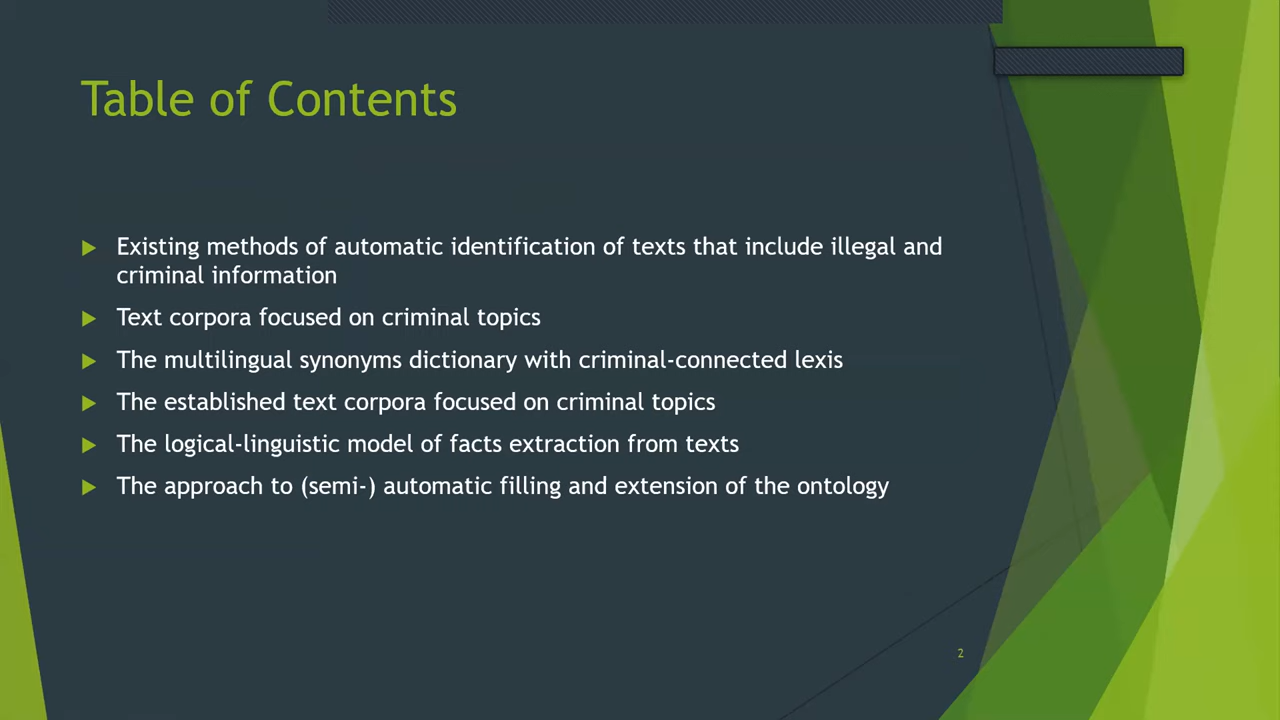 Table of Contents
Existing methods of automatic identification of texts that include illegal and
criminal information
Text corpora focused on criminal topics
The multilingual synonyms dictionary with criminal-connected lexis
The established text corpora focused on criminal topics
The logical-linguistic model of facts extraction from texts
The approach to (semi-) automatic filling and extension of the ontology
2